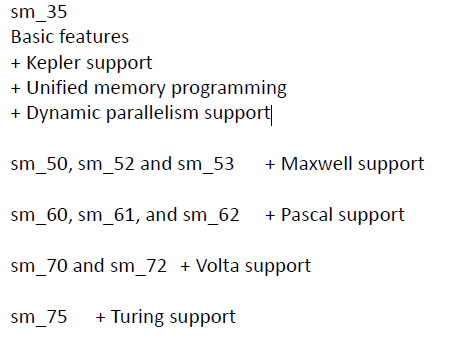 sm_35
Basic features
+ Kepler support
+ Unified memory programming
+ Dynamic parallelism support
sm_50, sm_52 and sm_53 + Maxwell support
sm_60, sm_61, and sm_62 + Pascal support
sm_70 and sm_72 + Volta support
sm_75 + Turing support